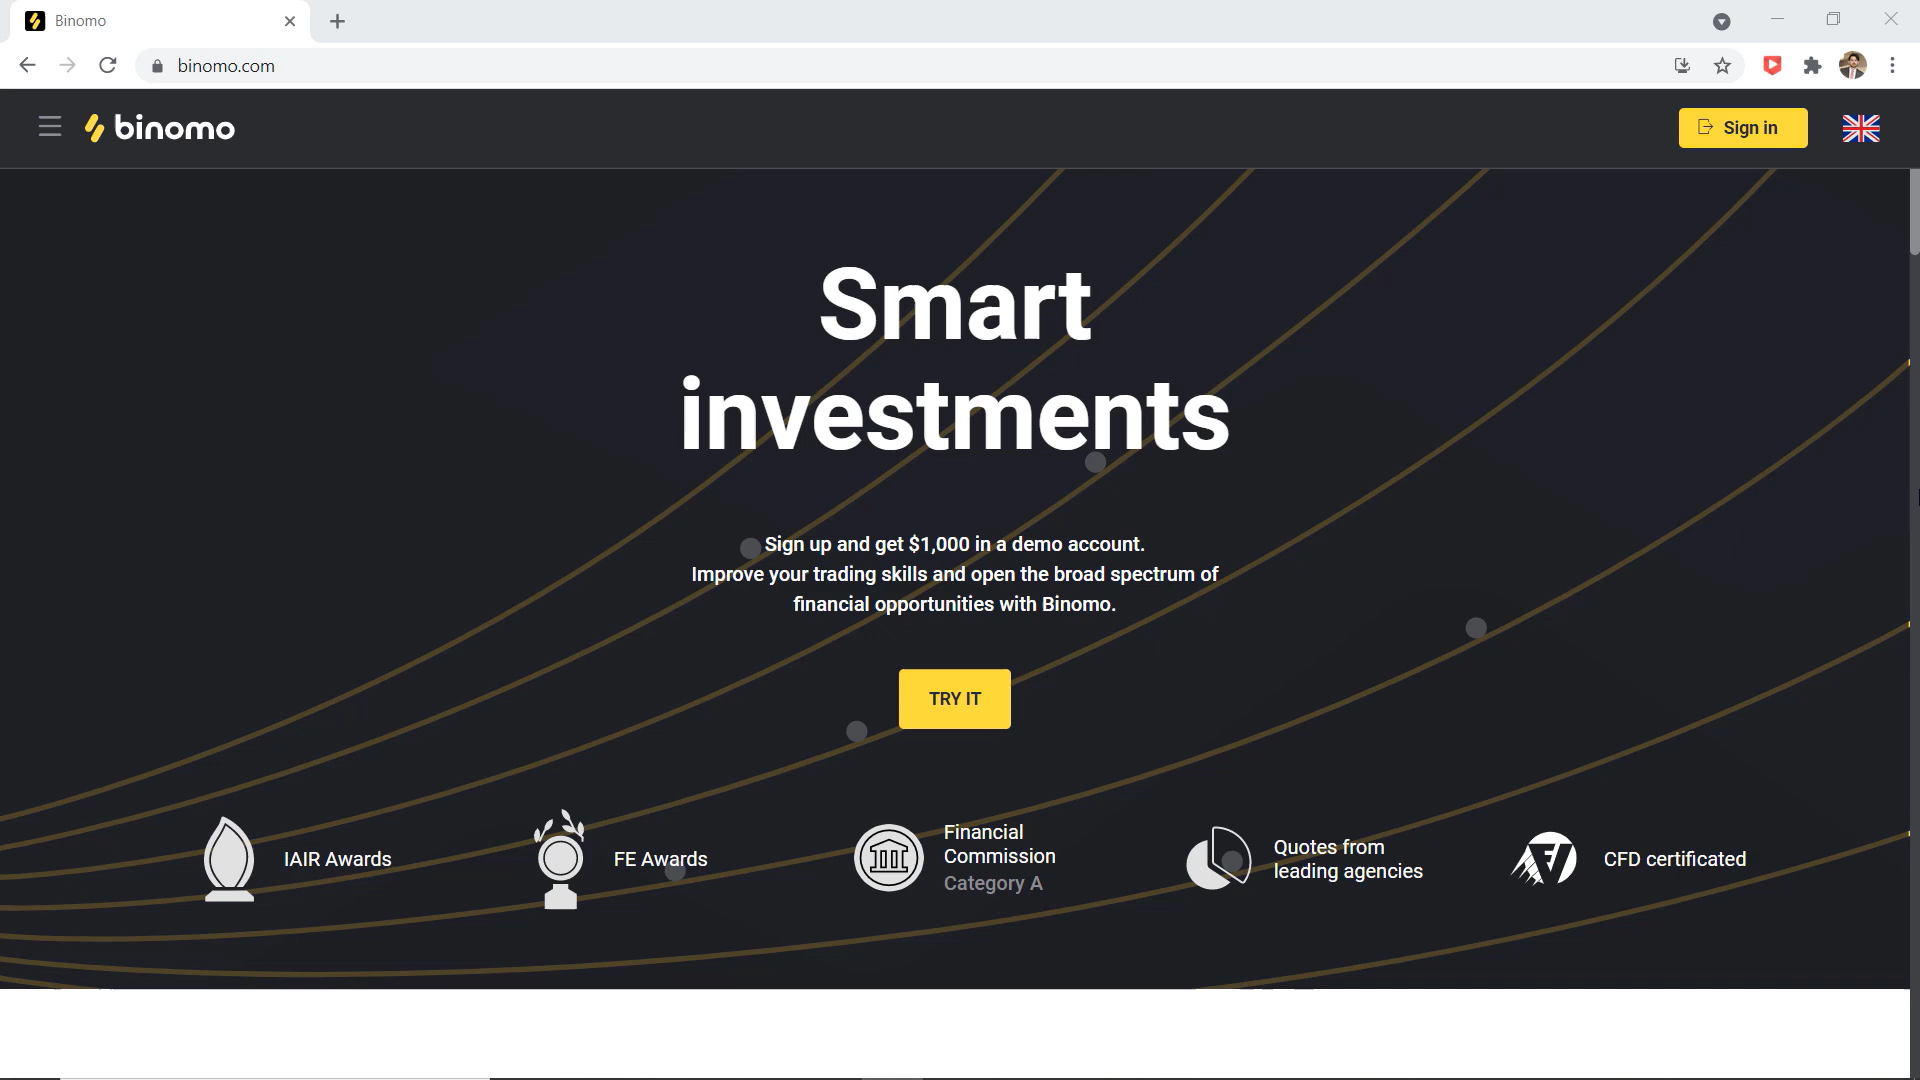 Binomo
binomo.com
binomo
Sign in
Smart
investments
Sign up and get $1,000 in a demo account.
Improve your trading skills and open the broad spectrum of
financial opportunities with Binomo.
TRY IT
IAIR Awards
FE Awards
Financial
Commission
Category A
Quotes from
leading agencies
CFD certificated